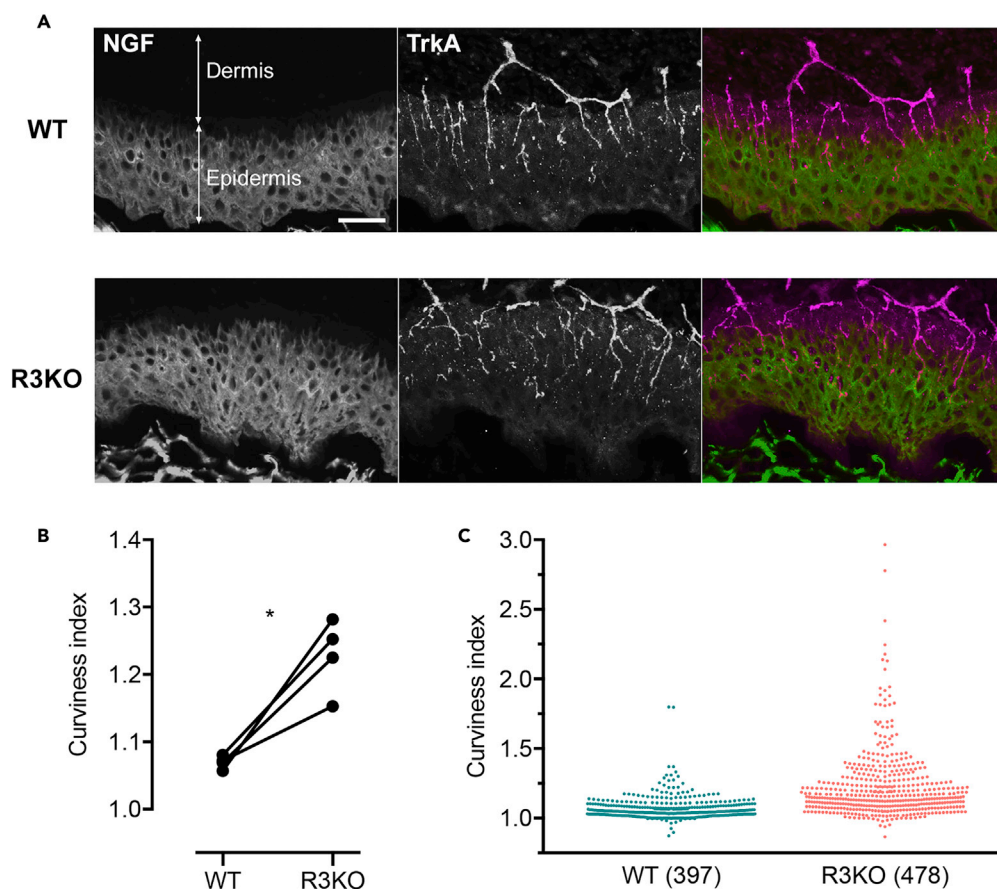 A
NGF
TrkA
Dermis
WT
Epidermis
R3KO
B
1.4
1.3
1.2
1.1
1.0
Curviness index
*
WT
R3KO
C
3.0
2.5
2.0
1.5
1.0
Curviness index
WT (397)
R3KO (478)